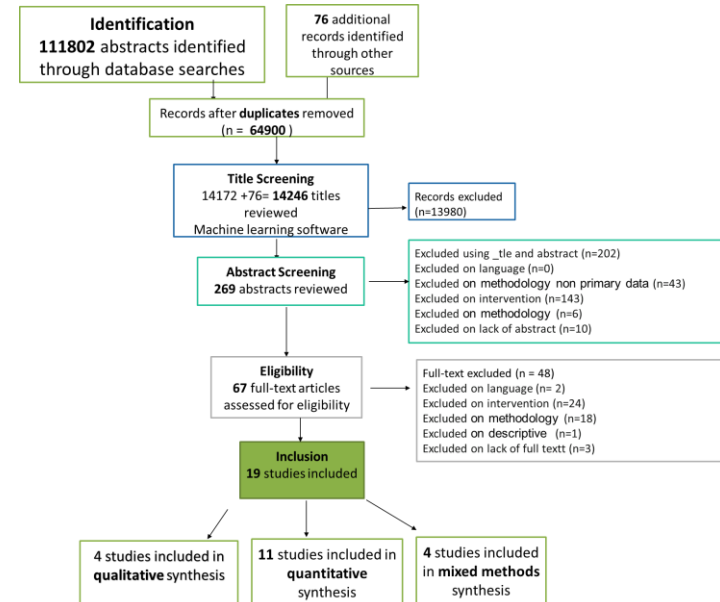 Identification
111802 abstracts identified
through database searches
76 additional
records identified
through other
sources
Records after duplicates removed
(n = 64900 )
Title Screening
14172 +76= 14246 titles
reviewed
Machine learning software
Records excluded
(n=13980)
Abstract Screening
269 abstracts reviewed
Excluded using _tle and abstract (n=202)
Excluded on language (n=0)
Excluded on methodology non primary data (n=43)
Excluded on intervention (n=143)
Excluded on methodology (n=6)
Excluded on lack of abstract (n=10)
Eligibility
67 full-text articles
assessed for eligibility
Full-text excluded (n = 48)
Excluded on language (n= 2)
Excluded on intervention (n=24)
Excluded on methodology (n=18)
Excluded on descriptive (n=1)
Excluded on lack of full textt (n=3)
Inclusion
19 studies included
4 studies included in
qualitative synthesis
11 studies included in
quantitative
synthesis
4 studies included
in mixed methods
synthesis